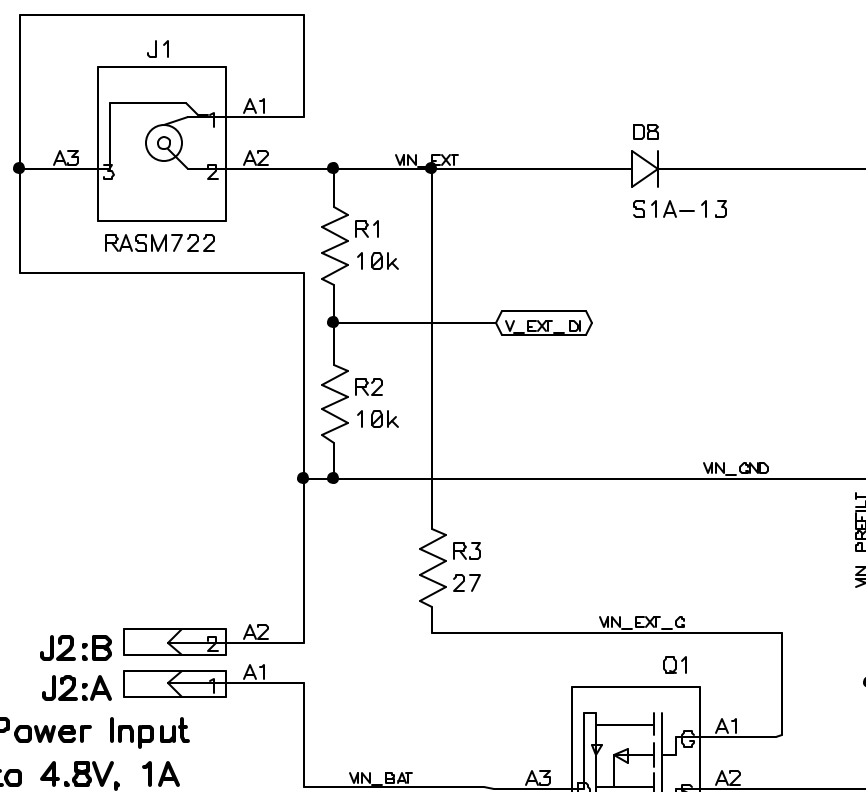 J1
1 A1
A3 3 2 A2
VIN_EXT
D8
S1A-13
RASM722
R1
10k
V_EXT_DI
R2
10k
VIN_GND
VIN_PREFILT
R3
27
VIN_EXT_G
J2:B 2 A2
J2:A 1 A1
Q1
Power Input
to 4.8V, 1A
VIN_BAT
A3
G A1
A2